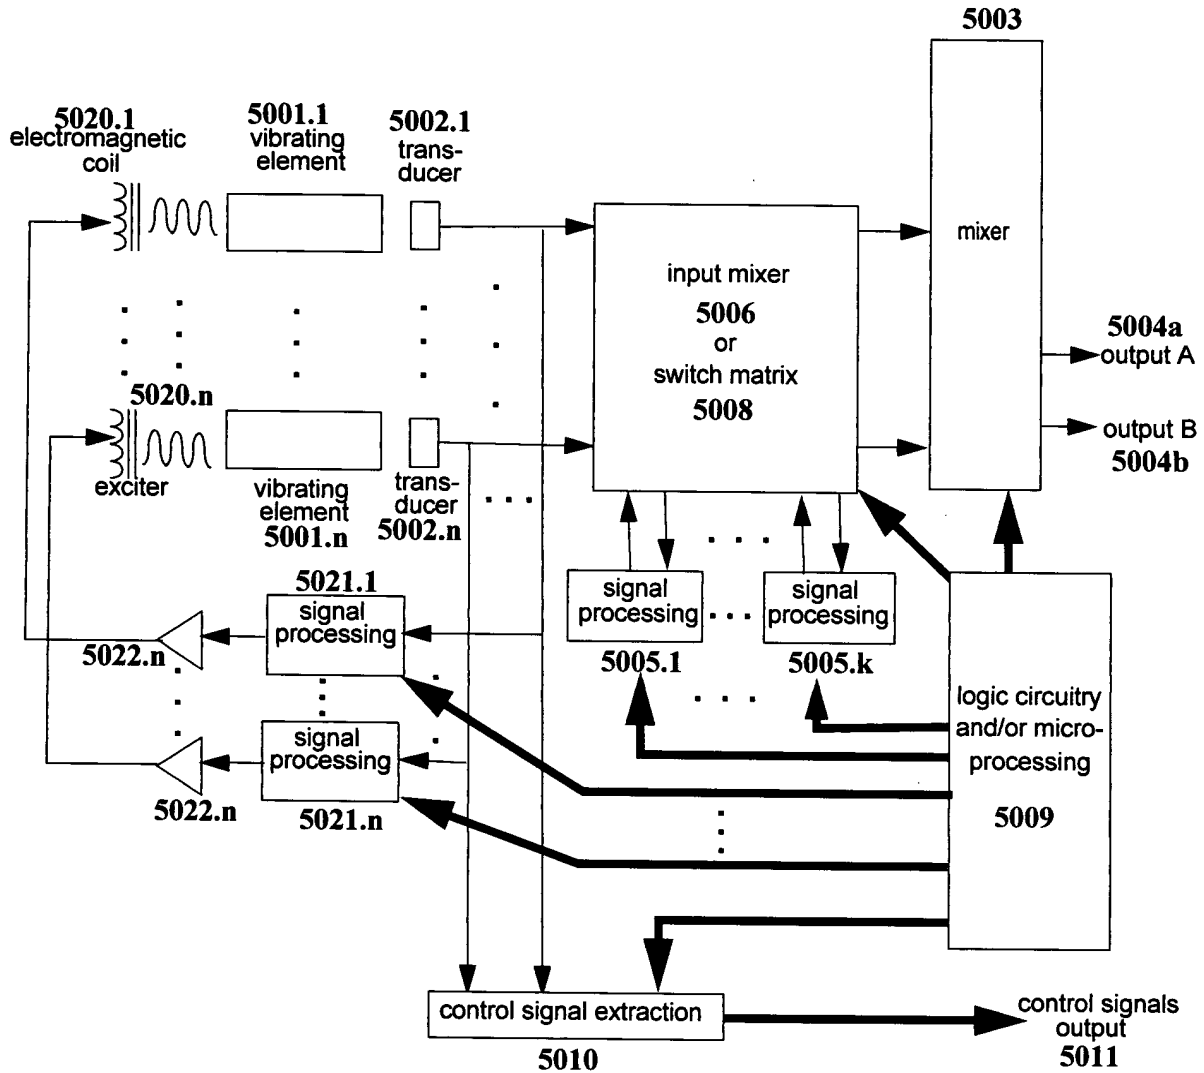 5003
5020.1
electromagnetic
coil
5001.1
vibrating
element
5002.1
trans-
ducer
mixer
input mixer
5006
or
switch matrix
5008
5004a
output A
output B
5004b
5020.n
exciter
vibrating
element
5001.n
trans-
ducer
5002.n
5021.1
signal
processing
5022.n
signal
processing
5005.1
signal
processing
5005.k
signal
processing
5021.n
5022.n
logic circuitry
and/or micro-
processing
5009
control signal extraction
5010
control signals
output
5011